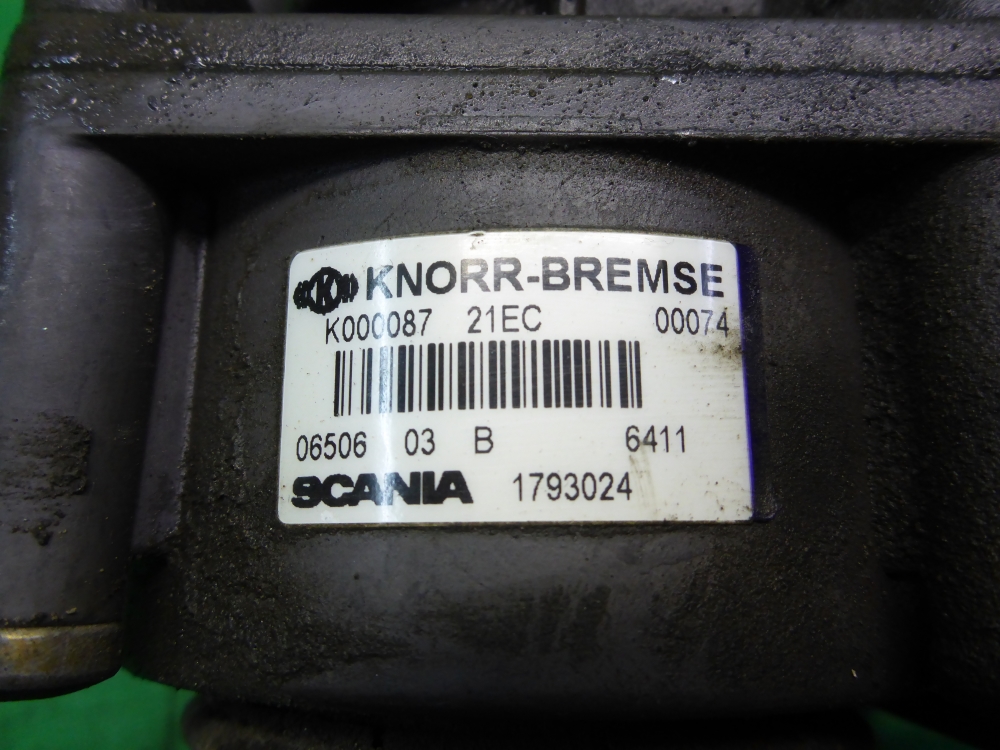 K KNORR-BREMSE
K000087 21EC 00074
06506 03 B 6411
SCANIA 1793024